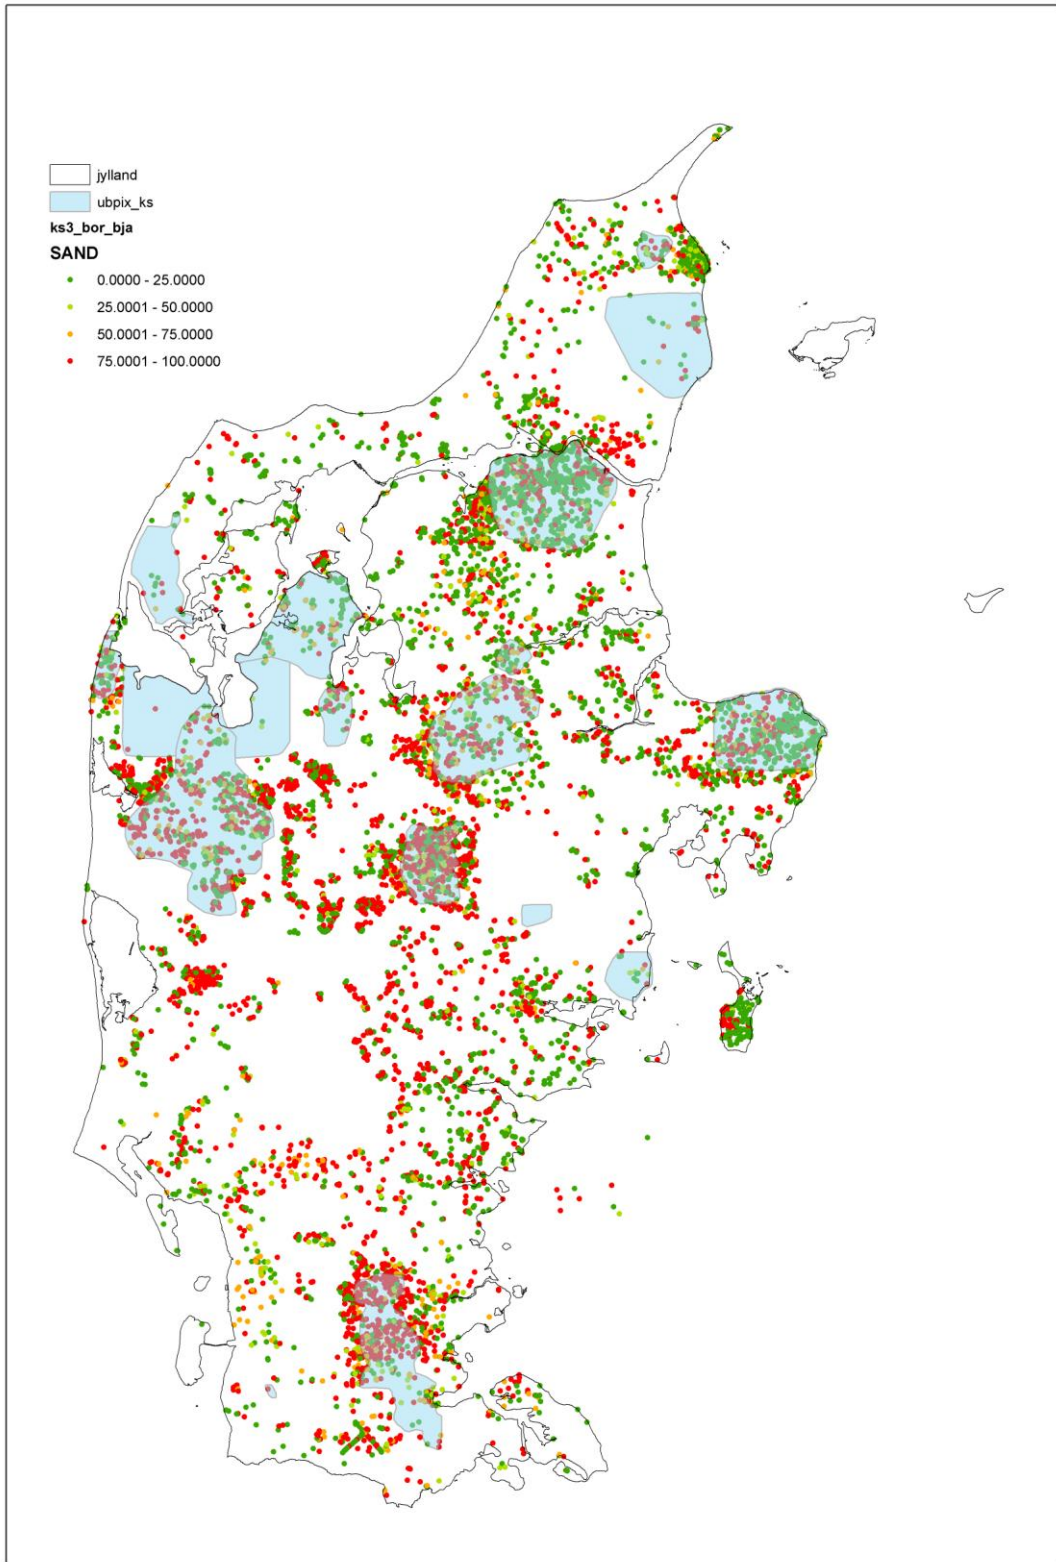 jylland
ubpix_ks
ks3_bor_bja
SAND
0.0000 - 25.0000
25.0001 - 50.0000
50.0001 - 75.0000
75.0001 - 100.0000